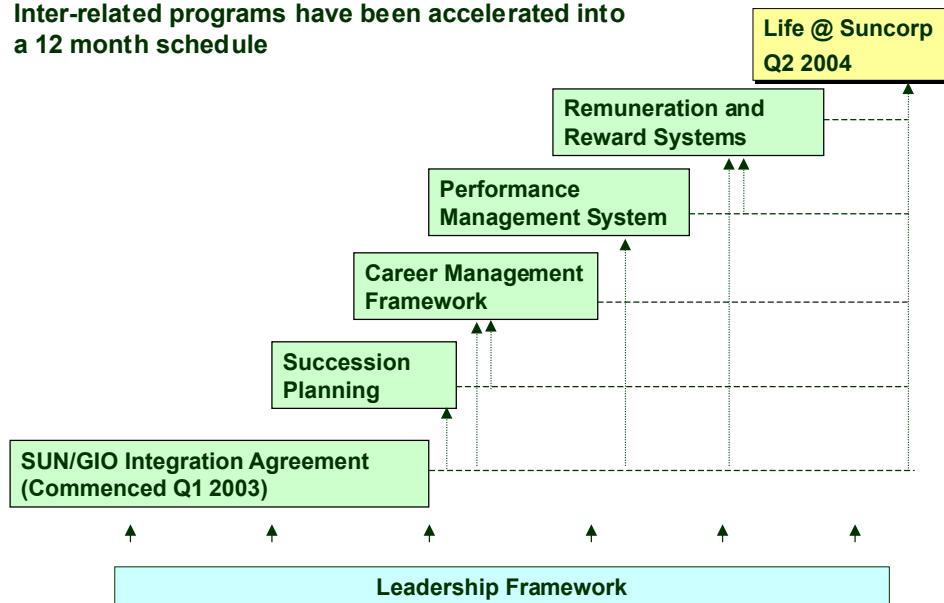 Inter-related programs have been accelerated into
a 12 month schedule
Life @ Suncorp
Q2 2004
Remuneration and
Reward Systems
Performance
Management System
Career Management
Framework
Succession
Planning
SUN/GIO Integration Agreement
(Commenced Q1 2003)
Leadership Framework